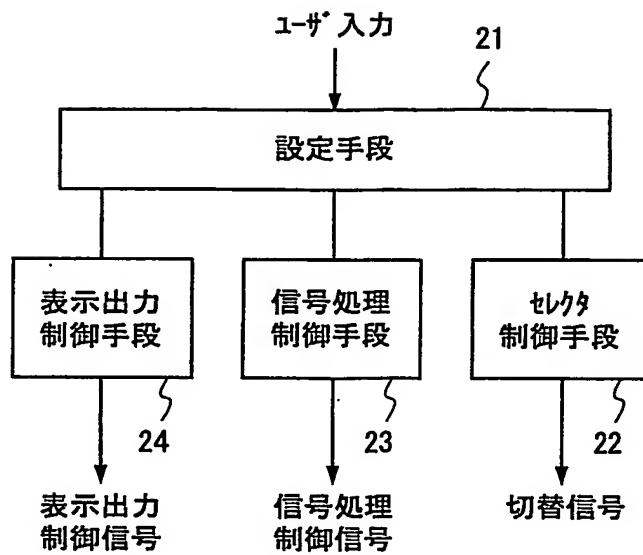 ﾕｰｻﾞ 入力
21
設定手段
表示出力
制御手段
信号処理
制御手段
ｾﾚｸﾀ
制御手段
24
23
22
表示出力
制御信号
信号処理
制御信号
切替信号